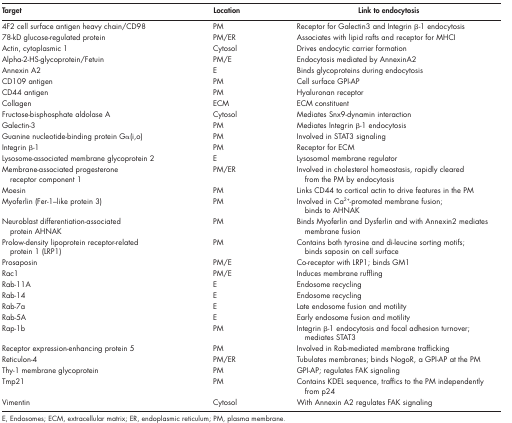 Target Location Link to endocytosis
4F2 cell surface antigen heavy chain/CD98 PM Receptor for Galectin3 and Integrin β-1 endocytosis
78-kD glucose-regulated protein PM/ER Associates with lipid rafts and receptor for MHCI
Actin, cytoplasmic 1 Cytosol Drives endocytic carrier formation
Alpha-2-HS-glycoprotein/Fetuin PM/E Endocytosis mediated by AnnexinA2
Annexin A2 E Binds glycoproteins during endocytosis
CD109 antigen PM Cell surface GPI-AP
CD44 antigen PM Hyaluronan receptor
Collagen ECM ECM constituent
Fructose-bisphosphate aldolase A Cytosol Mediates Snx9-dynamin interaction
Galectin-3 PM Mediates Integrin β-1 endocytosis
Guanine nucleotide-binding protein Gα(i,o) PM Involved in STAT3 signaling
Integrin β-1 PM Receptor for ECM
Lysosome-associated membrane glycoprotein 2 E Lysosomal membrane regulator
Membrane-associated progesterone PM/ER Involved in cholesterol homeostasis, rapidly cleared
receptor component 1 from the PM by endocytosis
Moesin PM Links CD44 to cortical actin to drive features in the PM
Myoferlin (Fer-1–like protein 3) PM Involved in Ca²⁺-promoted membrane fusion;
binds to AHNAK
Neuroblast differentiation-associated PM Binds Myoferlin and Dysferlin and with Annexin2 mediates
protein AHNAK membrane fusion
Prolow-density lipoprotein receptor-related PM Contains both tyrosine and di-leucine sorting motifs;
protein 1 (LRP1) binds saposin on cell surface
Prosaposin PM/E Co-receptor with LRP1; binds GM1
Rac1 PM/E Induces membrane ruffling
Rab-11A E Endosome recycling
Rab-14 E Endosome recycling
Rab-7a E Late endosome fusion and motility
Rab-5A E Early endosome fusion and motility
Rap-1b PM Integrin β-1 endocytosis and focal adhesion turnover;
mediates STAT3
Receptor expression-enhancing protein 5 PM Involved in Rab-mediated membrane trafficking
Reticulon-4 PM/ER Tubulates membranes; binds NogoR, a GPI-AP at the PM
Thy-1 membrane glycoprotein PM GPI-AP; regulates FAK signaling
Tmp21 PM Contains KDEL sequence, traffics to the PM independently
from p24
Vimentin Cytosol With Annexin A2 regulates FAK signaling
E, Endosomes; ECM, extracellular matrix; ER, endoplasmic reticulum; PM, plasma membrane.